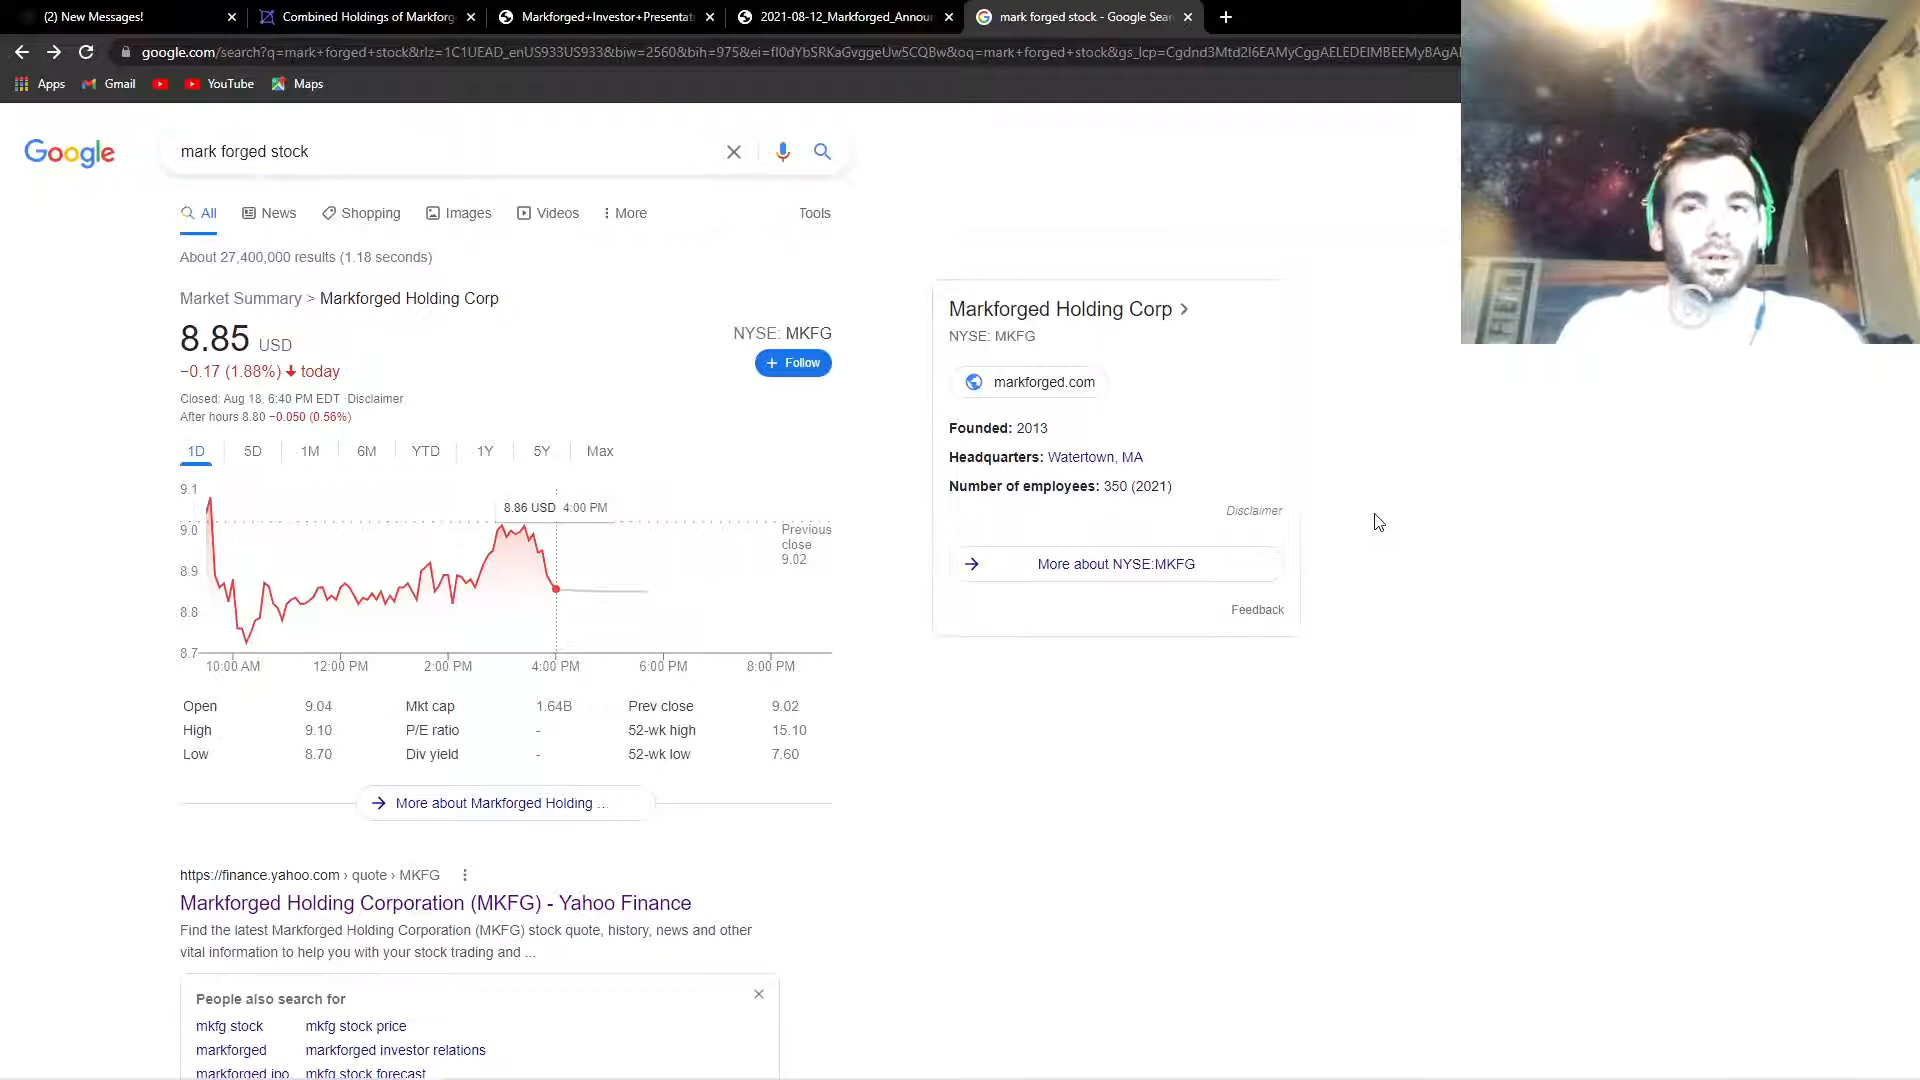 (2) New Messages!
Combined Holdings of Markforg
Markforged+Investor+Presentat
2021-08-12_Markforged_Annou
mark forged stock - Google Sear
google.com/search?q=mark+forged+stock&rlz=1C1UEAD_enUS933US933&biw=2560&bih=975&ei=fI0dYbSRKaGvggeUw5CQBw&oq=mark+forged+stock&gs_lcp=Cgdnd3Mtd2l6EAMyCggAELEDEIMBEEMyBAgA
Apps
Gmail
YouTube
Maps
Google
mark forged stock
All
News
Shopping
Images
Videos
More
Tools
About 27,400,000 results (1.18 seconds)
Market Summary > Markforged Holding Corp
8.85 USD
NYSE: MKFG
−0.17 (1.88%) today
+ Follow
Closed: Aug 18, 6:40 PM EDT ·Disclaimer
After hours 8.80 −0.050 (0.56%)
1D 5D 1M 6M YTD 1Y 5Y Max
9.1
9.0
8.9
8.8
8.7
8.86 USD 4:00 PM
Previous
close
9.02
10:00 AM 12:00 PM 2:00 PM 4:00 PM 6:00 PM 8:00 PM
Open 9.04 Mkt cap 1.64B Prev close 9.02
High 9.10 P/E ratio - 52-wk high 15.10
Low 8.70 Div yield - 52-wk low 7.60
More about Markforged Holding ...
https://finance.yahoo.com › quote › MKFG
Markforged Holding Corporation (MKFG) - Yahoo Finance
Find the latest Markforged Holding Corporation (MKFG) stock quote, history, news and other
vital information to help you with your stock trading and ...
People also search for
mkfg stock mkfg stock price
markforged markforged investor relations
markforged ipo mkfg stock forecast
Markforged Holding Corp
NYSE: MKFG
markforged.com
Founded: 2013
Headquarters: Watertown, MA
Number of employees: 350 (2021)
Disclaimer
More about NYSE:MKFG
Feedback